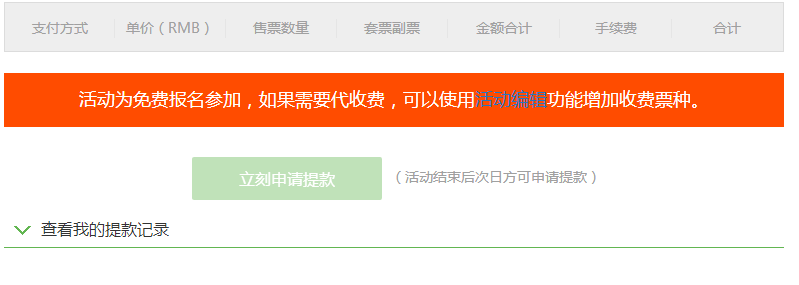 支付方式 单价（RMB） 售票数量 套票副票 金额合计 手续费 合计
活动为免费报名参加，如果需要代收费，可以使用活动编辑功能增加收费票种。
立刻申请提款 （活动结束后次日方可申请提款）
查看我的提款记录